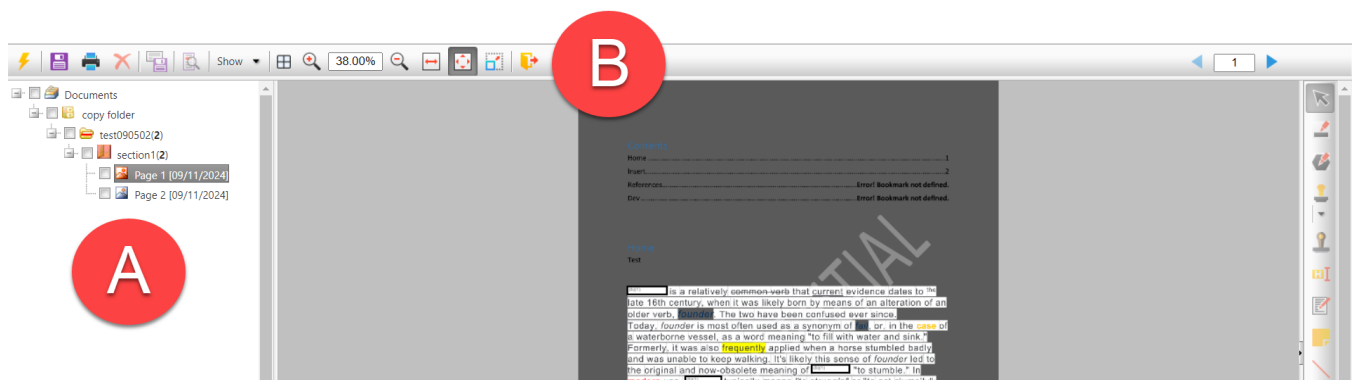 Show
38.00%
B
1
Documents
copy folder
test090502(2)
section1(2)
Page 1 [09/11/2024]
Page 2 [09/11/2024]
A
Home 1
Insert 2
References Error! Bookmark not defined.
Dev Error! Bookmark not defined.
Test
is a relatively common verb that current evidence dates to the
late 16th century, when it was likely born by means of an alteration of an
older verb, founder. The two have been confused ever since.
Today, founder is most often used as a synonym of fail, or, in the case of
a waterborne vessel, as a word meaning "to fill with water and sink."
Formerly, it was also frequently applied when a horse stumbled badly
and was unable to keep walking. It's likely this sense of founder led to
the original and now-obsolete meaning of "to stumble." In